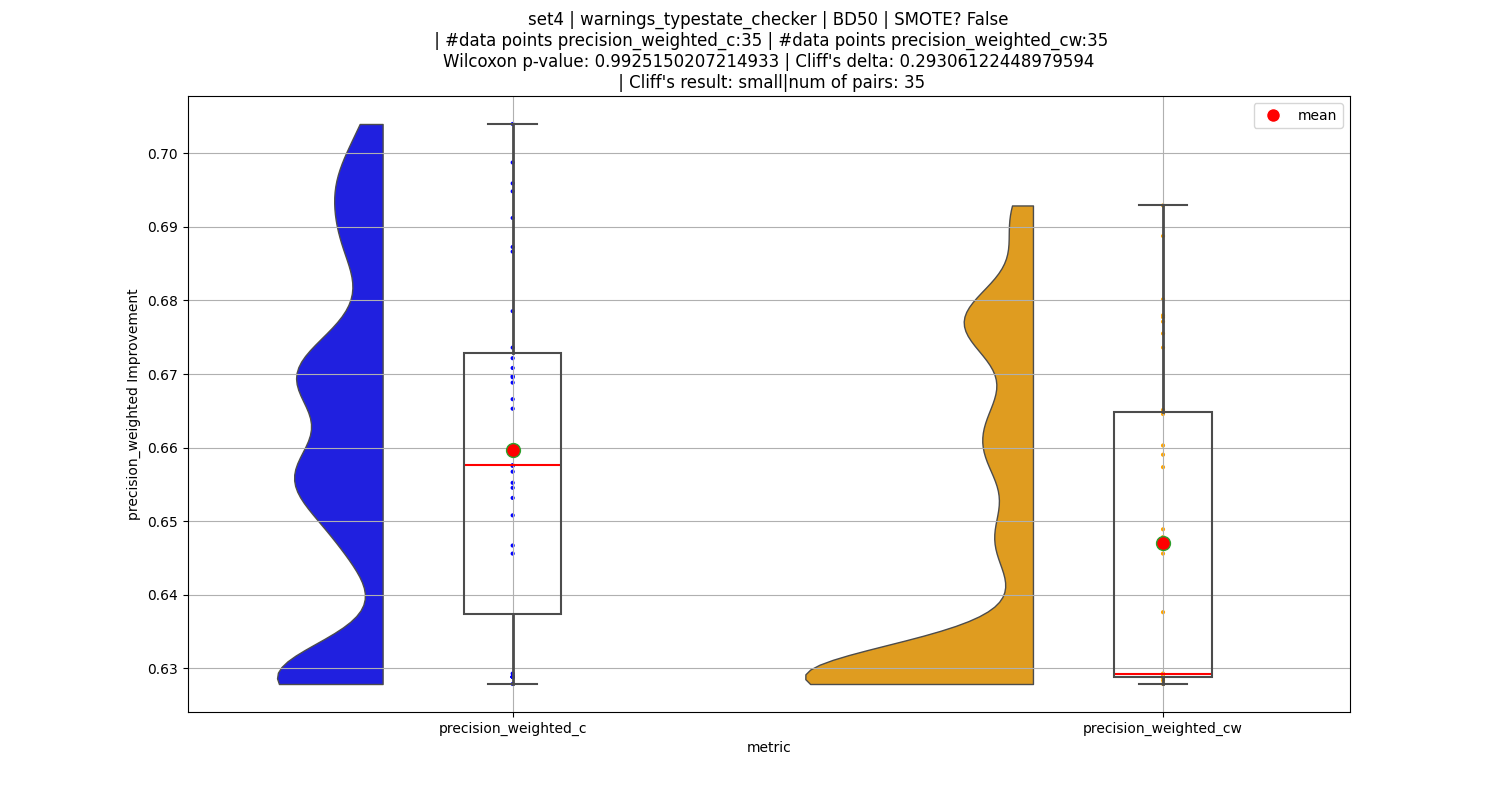 set4 | warnings_typestate_checker | BD50 | SMOTE? False
| #data points precision_weighted_c:35 | #data points precision_weighted_cw:35
Wilcoxon p-value: 0.9925150207214933 | Cliff's delta: 0.29306122448979594
| Cliff's result: small|num of pairs: 35
mean
0.70
0.69
0.68
0.67
0.66
0.65
0.64
0.63
precision_weighted Improvement
precision_weighted_c
precision_weighted_cw
metric